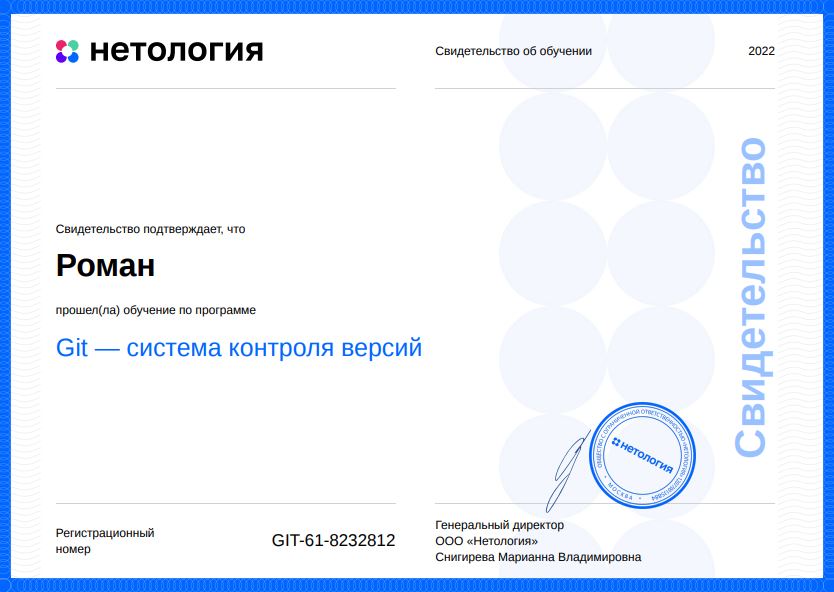 нетология
Свидетельство об обучении
2022
Свидетельство подтверждает, что
Роман
прошел(ла) обучение по программе
Git — система контроля версий
Свидетельство
ОБЩЕСТВО С ОГРАНИЧЕННОЙ ОТВЕТСТВЕННОСТЬЮ «НЕТОЛОГИЯ»
* МОСКВА *
нетология
Регистрационный
номер
GIT-61-8232812
Генеральный директор
ООО «Нетология»
Снигирева Марианна Владимировна